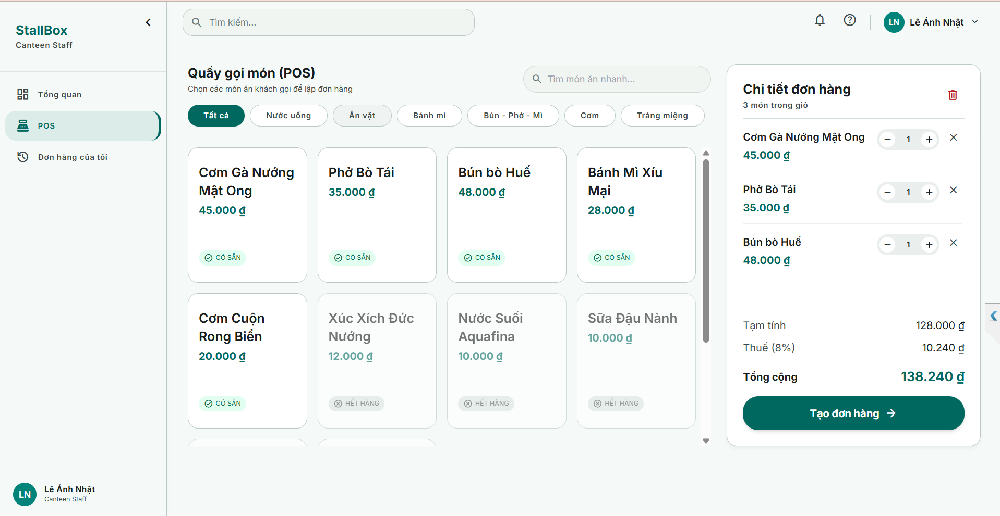 StallBox
Canteen Staff
Tổng quan
POS
Đơn hàng của tôi
LN
Lê Ánh Nhật
Canteen Staff
Tìm kiếm...
LN
Lê Ánh Nhật
Quầy gọi món (POS)
Chọn các món ăn khách gọi để lập đơn hàng
Tìm món ăn nhanh...
Tất cả
Nước uống
Ăn vặt
Bánh mì
Bún - Phở - Mì
Cơm
Tráng miệng
Cơm Gà Nướng
Mật Ong
45.000 ₫
CÓ SẴN
Phở Bò Tái
35.000 ₫
CÓ SẴN
Bún bò Huế
48.000 ₫
CÓ SẴN
Bánh Mì Xíu
Mại
28.000 ₫
CÓ SẴN
Cơm Cuộn
Rong Biển
20.000 ₫
CÓ SẴN
Xúc Xích Đức
Nướng
12.000 ₫
HẾT HÀNG
Nước Suối
Aquafina
10.000 ₫
HẾT HÀNG
Sữa Đậu Nành
10.000 ₫
HẾT HÀNG
Chi tiết đơn hàng
3 món trong giỏ
Cơm Gà Nướng Mật Ong
− 1 +
45.000 ₫
Phở Bò Tái
− 1 +
35.000 ₫
Bún bò Huế
− 1 +
48.000 ₫
Tạm tính 128.000 ₫
Thuế (8%) 10.240 ₫
Tổng cộng 138.240 ₫
Tạo đơn hàng →